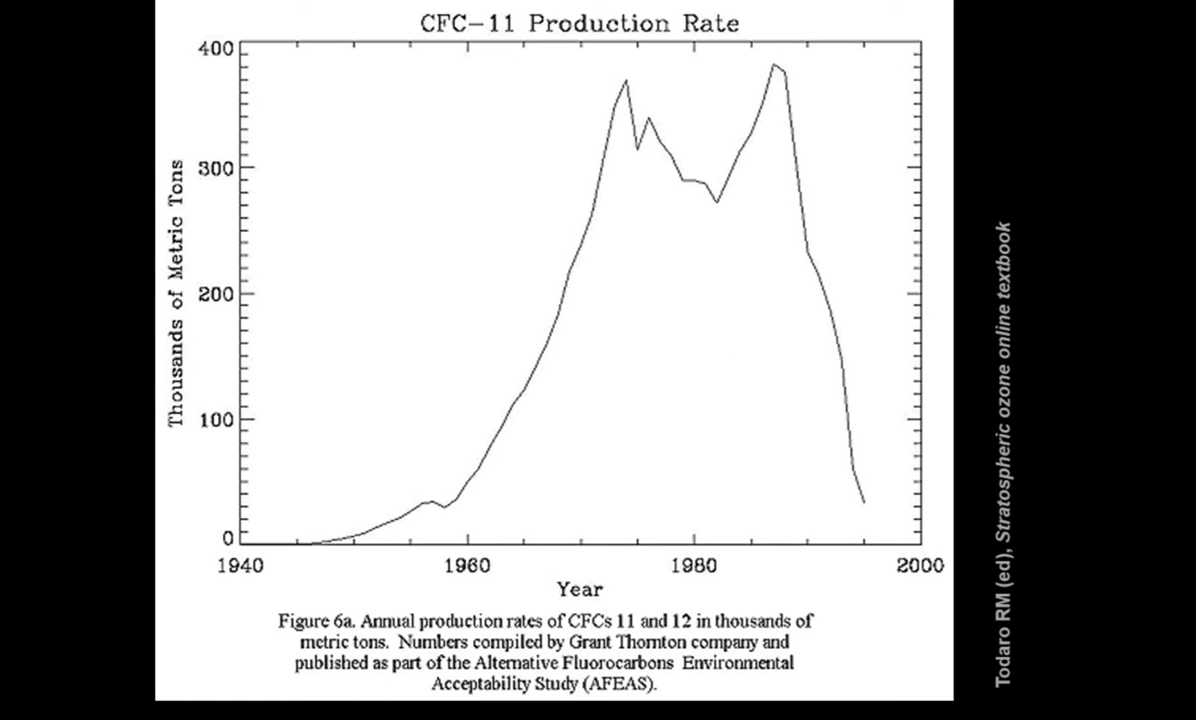 CFC-11 Production Rate
Thousands of Metric Tons
400
300
200
100
0
1940
1960
1980
2000
Year
Figure 6a. Annual production rates of CFCs 11 and 12 in thousands of
metric tons. Numbers compiled by Grant Thornton company and
published as part of the Alternative Fluorocarbons Environmental
Acceptability Study (AFEAS).
Todaro RM (ed), Stratospheric ozone online textbook